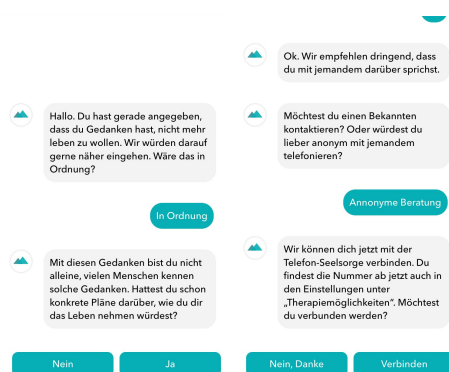 Hallo. Du hast gerade angegeben,
dass du Gedanken hast, nicht mehr
leben zu wollen. Wir würden darauf
gerne näher eingehen. Wäre das in
Ordnung?
In Ordnung
Mit diesen Gedanken bist du nicht
alleine, vielen Menschen kennen
solche Gedanken. Hattest du schon
konkrete Pläne darüber, wie du dir
das Leben nehmen würdest?
Nein
Ja
Ok. Wir empfehlen dringend, dass
du mit jemandem darüber sprichst.
Möchtest du einen Bekannten
kontaktieren? Oder würdest du
lieber anonym mit jemandem
telefonieren?
Annonyme Beratung
Wir können dich jetzt mit der
Telefon-Seelsorge verbinden. Du
findest die Nummer ab jetzt auch in
den Einstellungen unter
„Therapiemöglichkeiten“. Möchtest
du verbunden werden?
Nein, Danke
Verbinden